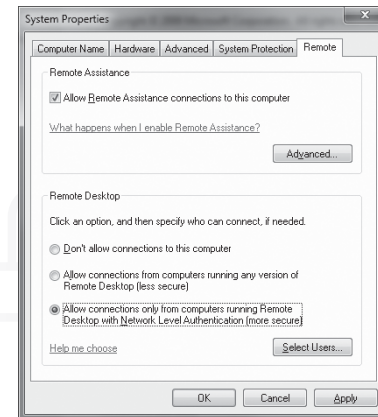 System Properties
Computer Name Hardware Advanced System Protection Remote
Remote Assistance
Allow Remote Assistance connections to this computer
What happens when I enable Remote Assistance?
Advanced...
Remote Desktop
Click an option, and then specify who can connect, if needed.
Don't allow connections to this computer
Allow connections from computers running any version of
Remote Desktop (less secure)
Allow connections only from computers running Remote
Desktop with Network Level Authentication (more secure)
Help me choose
Select Users...
OK Cancel Apply